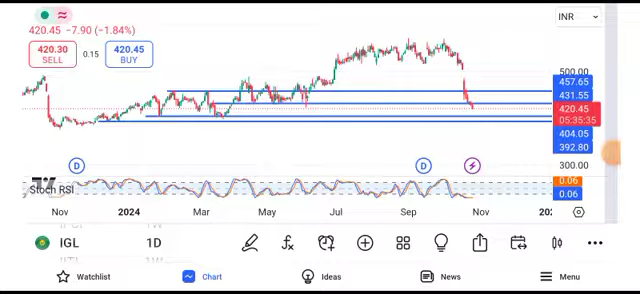 INR
420.45 −7.90 (−1.84%)
420.30
SELL
0.15
420.45
BUY
500.00
457.65
431.55
420.45
05:35:35
404.05
392.80
300.00
D
D
Stoch RSI
0.06
0.06
Nov
2024
Mar
May
Jul
Sep
Nov
202
1W
IGL
1D
1W
Watchlist
Chart
Ideas
News
Menu